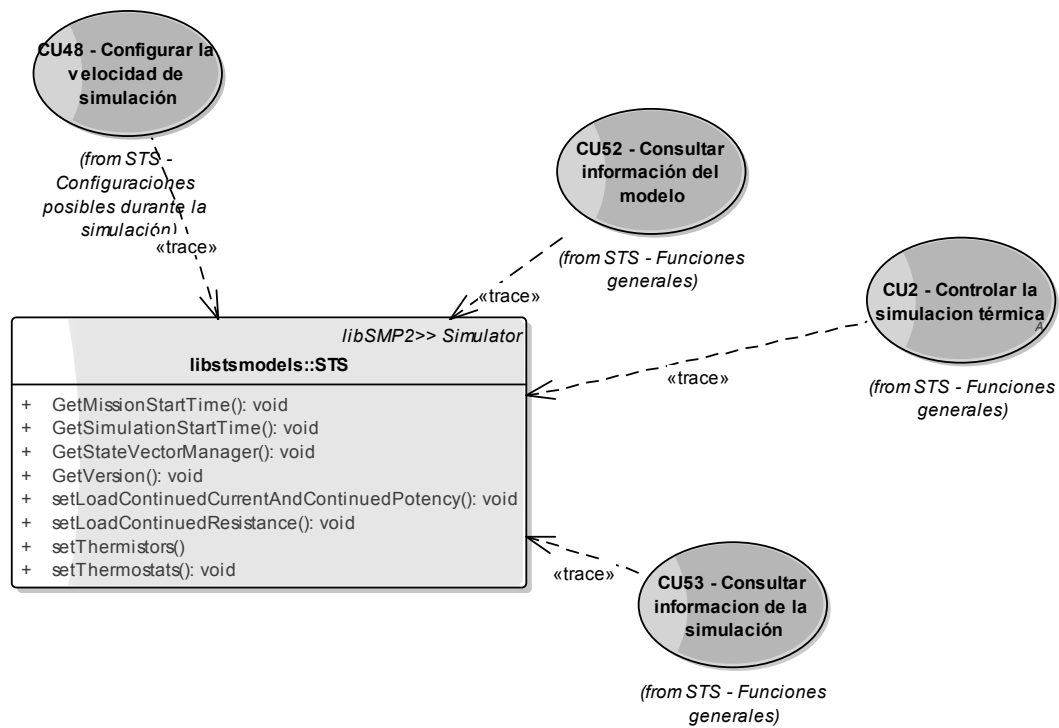 CU48 - Configurar la
velocidad de
simulación
(from STS -
Configuraciones
posibles durante la
simulación)
«trace»
CU52 - Consultar
información del
modelo
(from STS - Funciones
generales)
«trace»
CU2 - Controlar la
simulacion térmica
A
(from STS - Funciones
generales)
«trace»
libSMP2>> Simulator
libstsmodels::STS
+ GetMissionStartTime(): void
+ GetSimulationStartTime(): void
+ GetStateVectorManager(): void
+ GetVersion(): void
+ setLoadContinuedCurrentAndContinuedPotency(): void
+ setLoadContinuedResistance(): void
+ setThermistors()
+ setThermostats(): void
«trace»
CU53 - Consultar
informacion de la
simulación
(from STS - Funciones
generales)